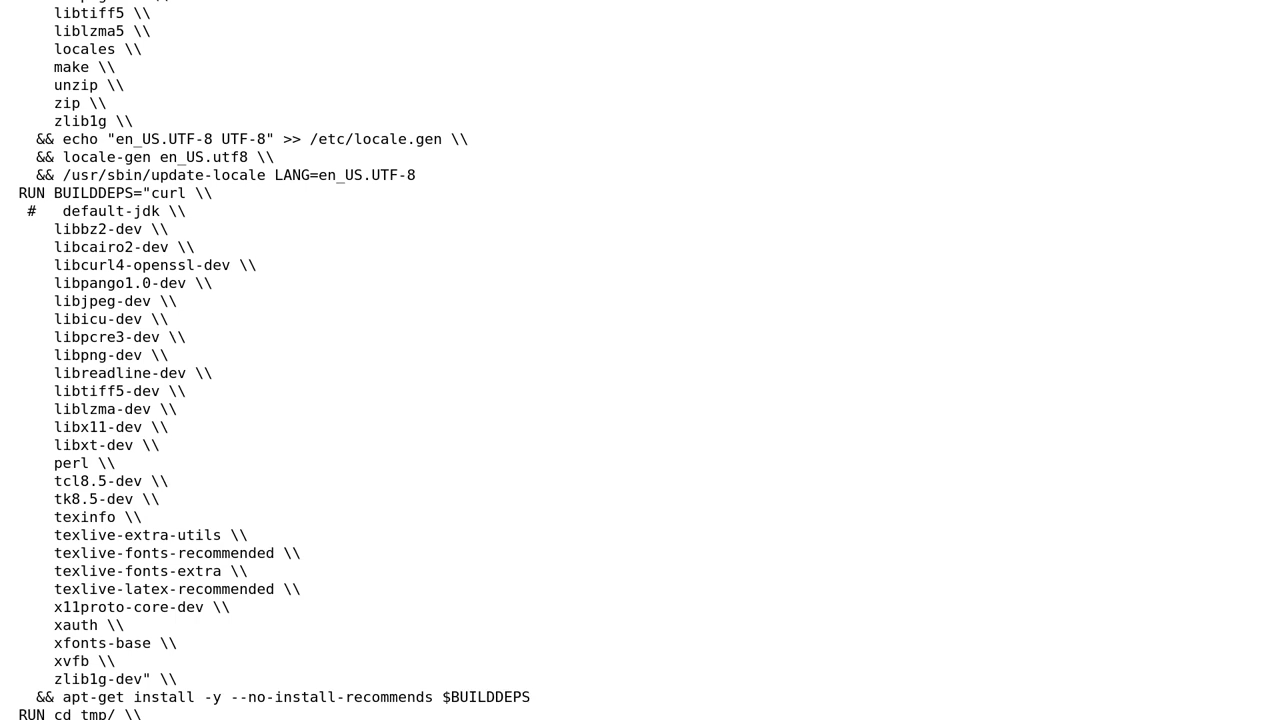 libtiff5 \\
liblzma5 \\
locales \\
make \\
unzip \\
zip \\
zlib1g \\
&& echo "en_US.UTF-8 UTF-8" >> /etc/locale.gen \\
&& locale-gen en_US.utf8 \\
&& /usr/sbin/update-locale LANG=en_US.UTF-8
RUN BUILDDEPS="curl \\
#   default-jdk \\
libbz2-dev \\
libcairo2-dev \\
libcurl4-openssl-dev \\
libpango1.0-dev \\
libjpeg-dev \\
libicu-dev \\
libpcre3-dev \\
libpng-dev \\
libreadline-dev \\
libtiff5-dev \\
liblzma-dev \\
libx11-dev \\
libxt-dev \\
perl \\
tcl8.5-dev \\
tk8.5-dev \\
texinfo \\
texlive-extra-utils \\
texlive-fonts-recommended \\
texlive-fonts-extra \\
texlive-latex-recommended \\
x11proto-core-dev \\
xauth \\
xfonts-base \\
xvfb \\
zlib1g-dev" \\
&& apt-get install -y --no-install-recommends $BUILDDEPS
RUN cd tmp/ \\